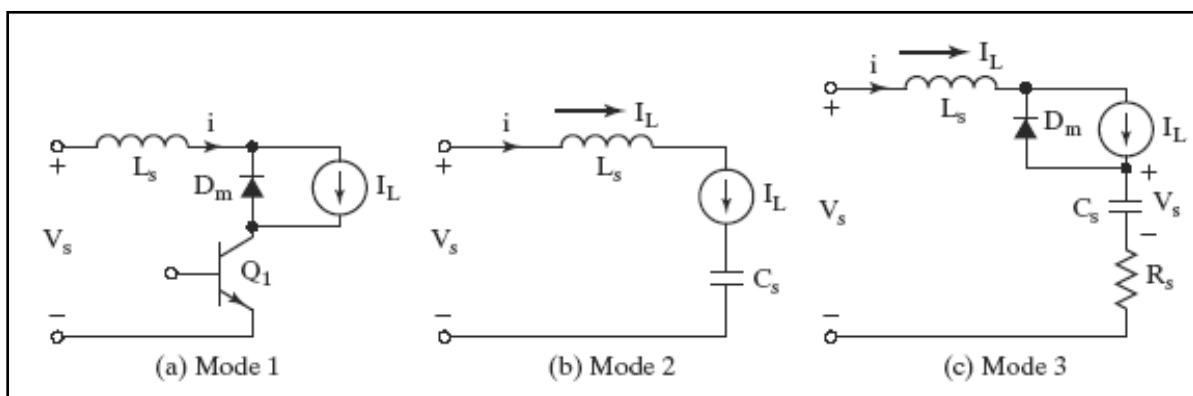 i
L_s
D_m
I_L
V_s
+
−
Q_1
(a) Mode 1
i
I_L
L_s
I_L
V_s
+
−
C_s
(b) Mode 2
i
I_L
L_s
D_m
I_L
+
V_s
−
C_s
+
V_s
−
R_s
(c) Mode 3